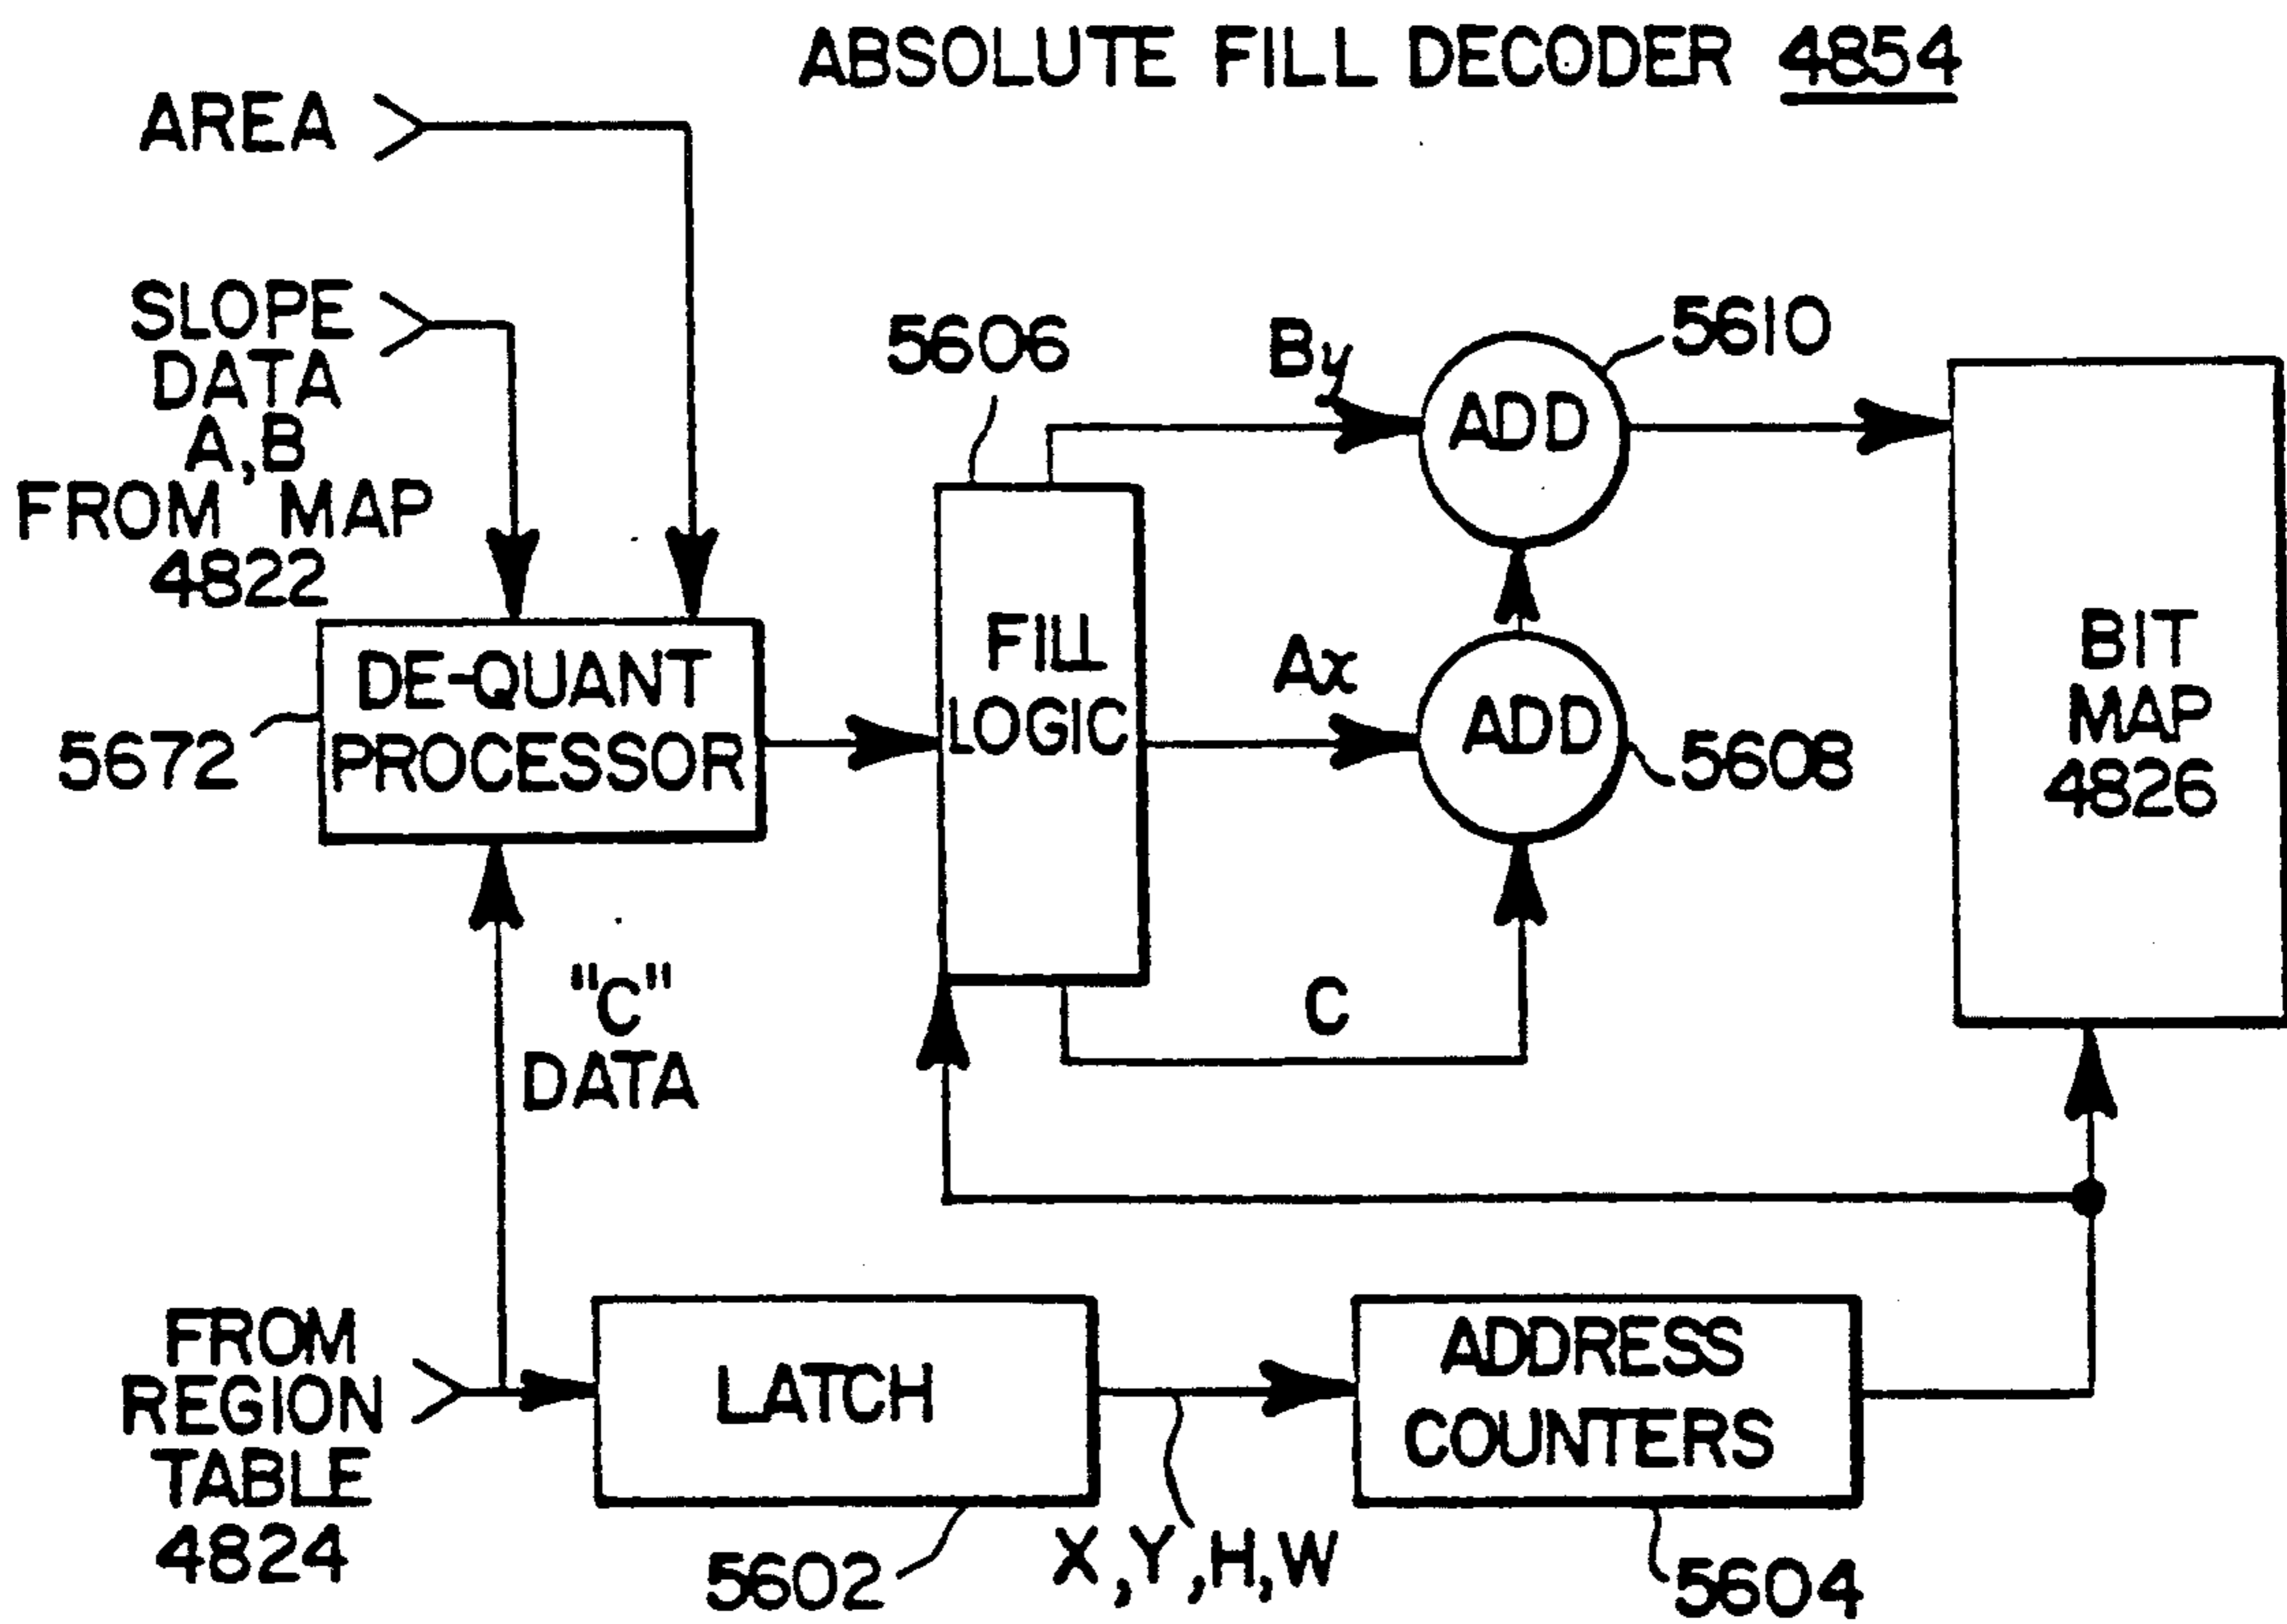 ABSOLUTE FILL DECODER 4854
AREA
SLOPE
DATA
A,B
FROM MAP
4822
5606
By
5610
ADD
DE-QUANT
PROCESSOR
5672
FILL
LOGIC
Ax
ADD
5608
BIT
MAP
4826
"C"
DATA
C
FROM
REGION
TABLE
4824
LATCH
5602
X,Y,H,W
ADDRESS
COUNTERS
5604